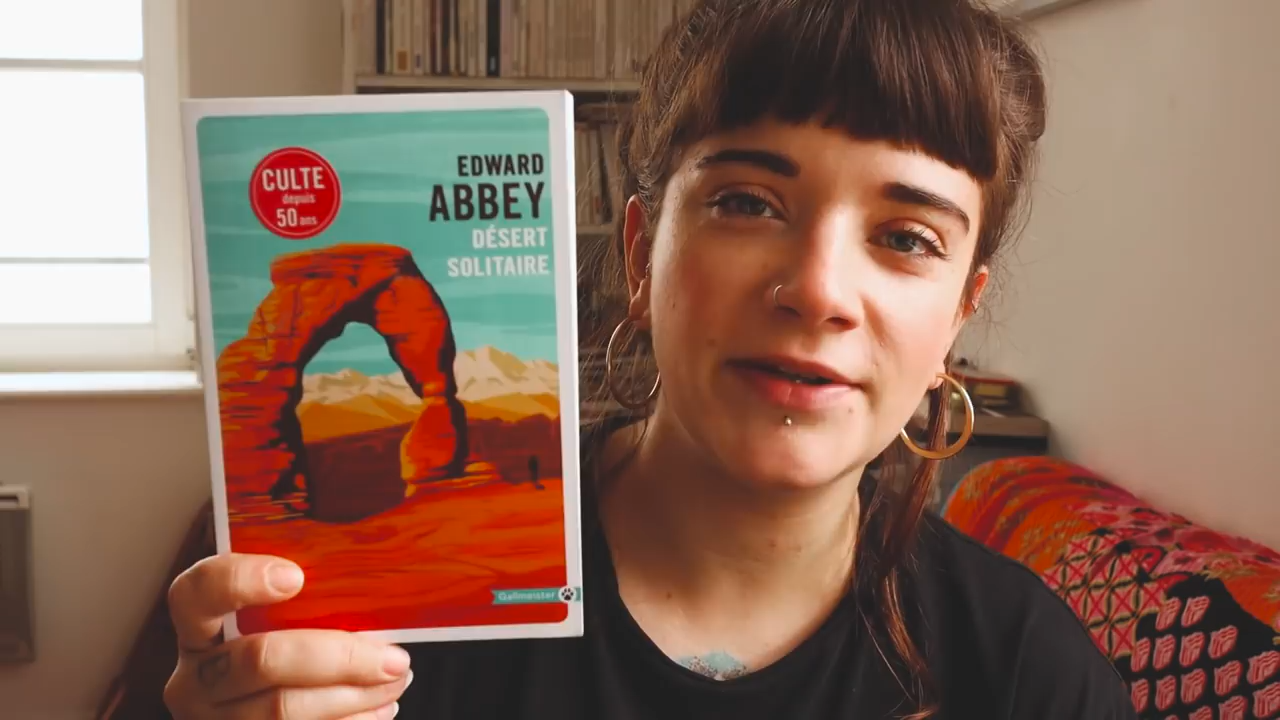 CULTE
depuis
50 ans
EDWARD
ABBEY
DÉSERT
SOLITAIRE
Gallmeister